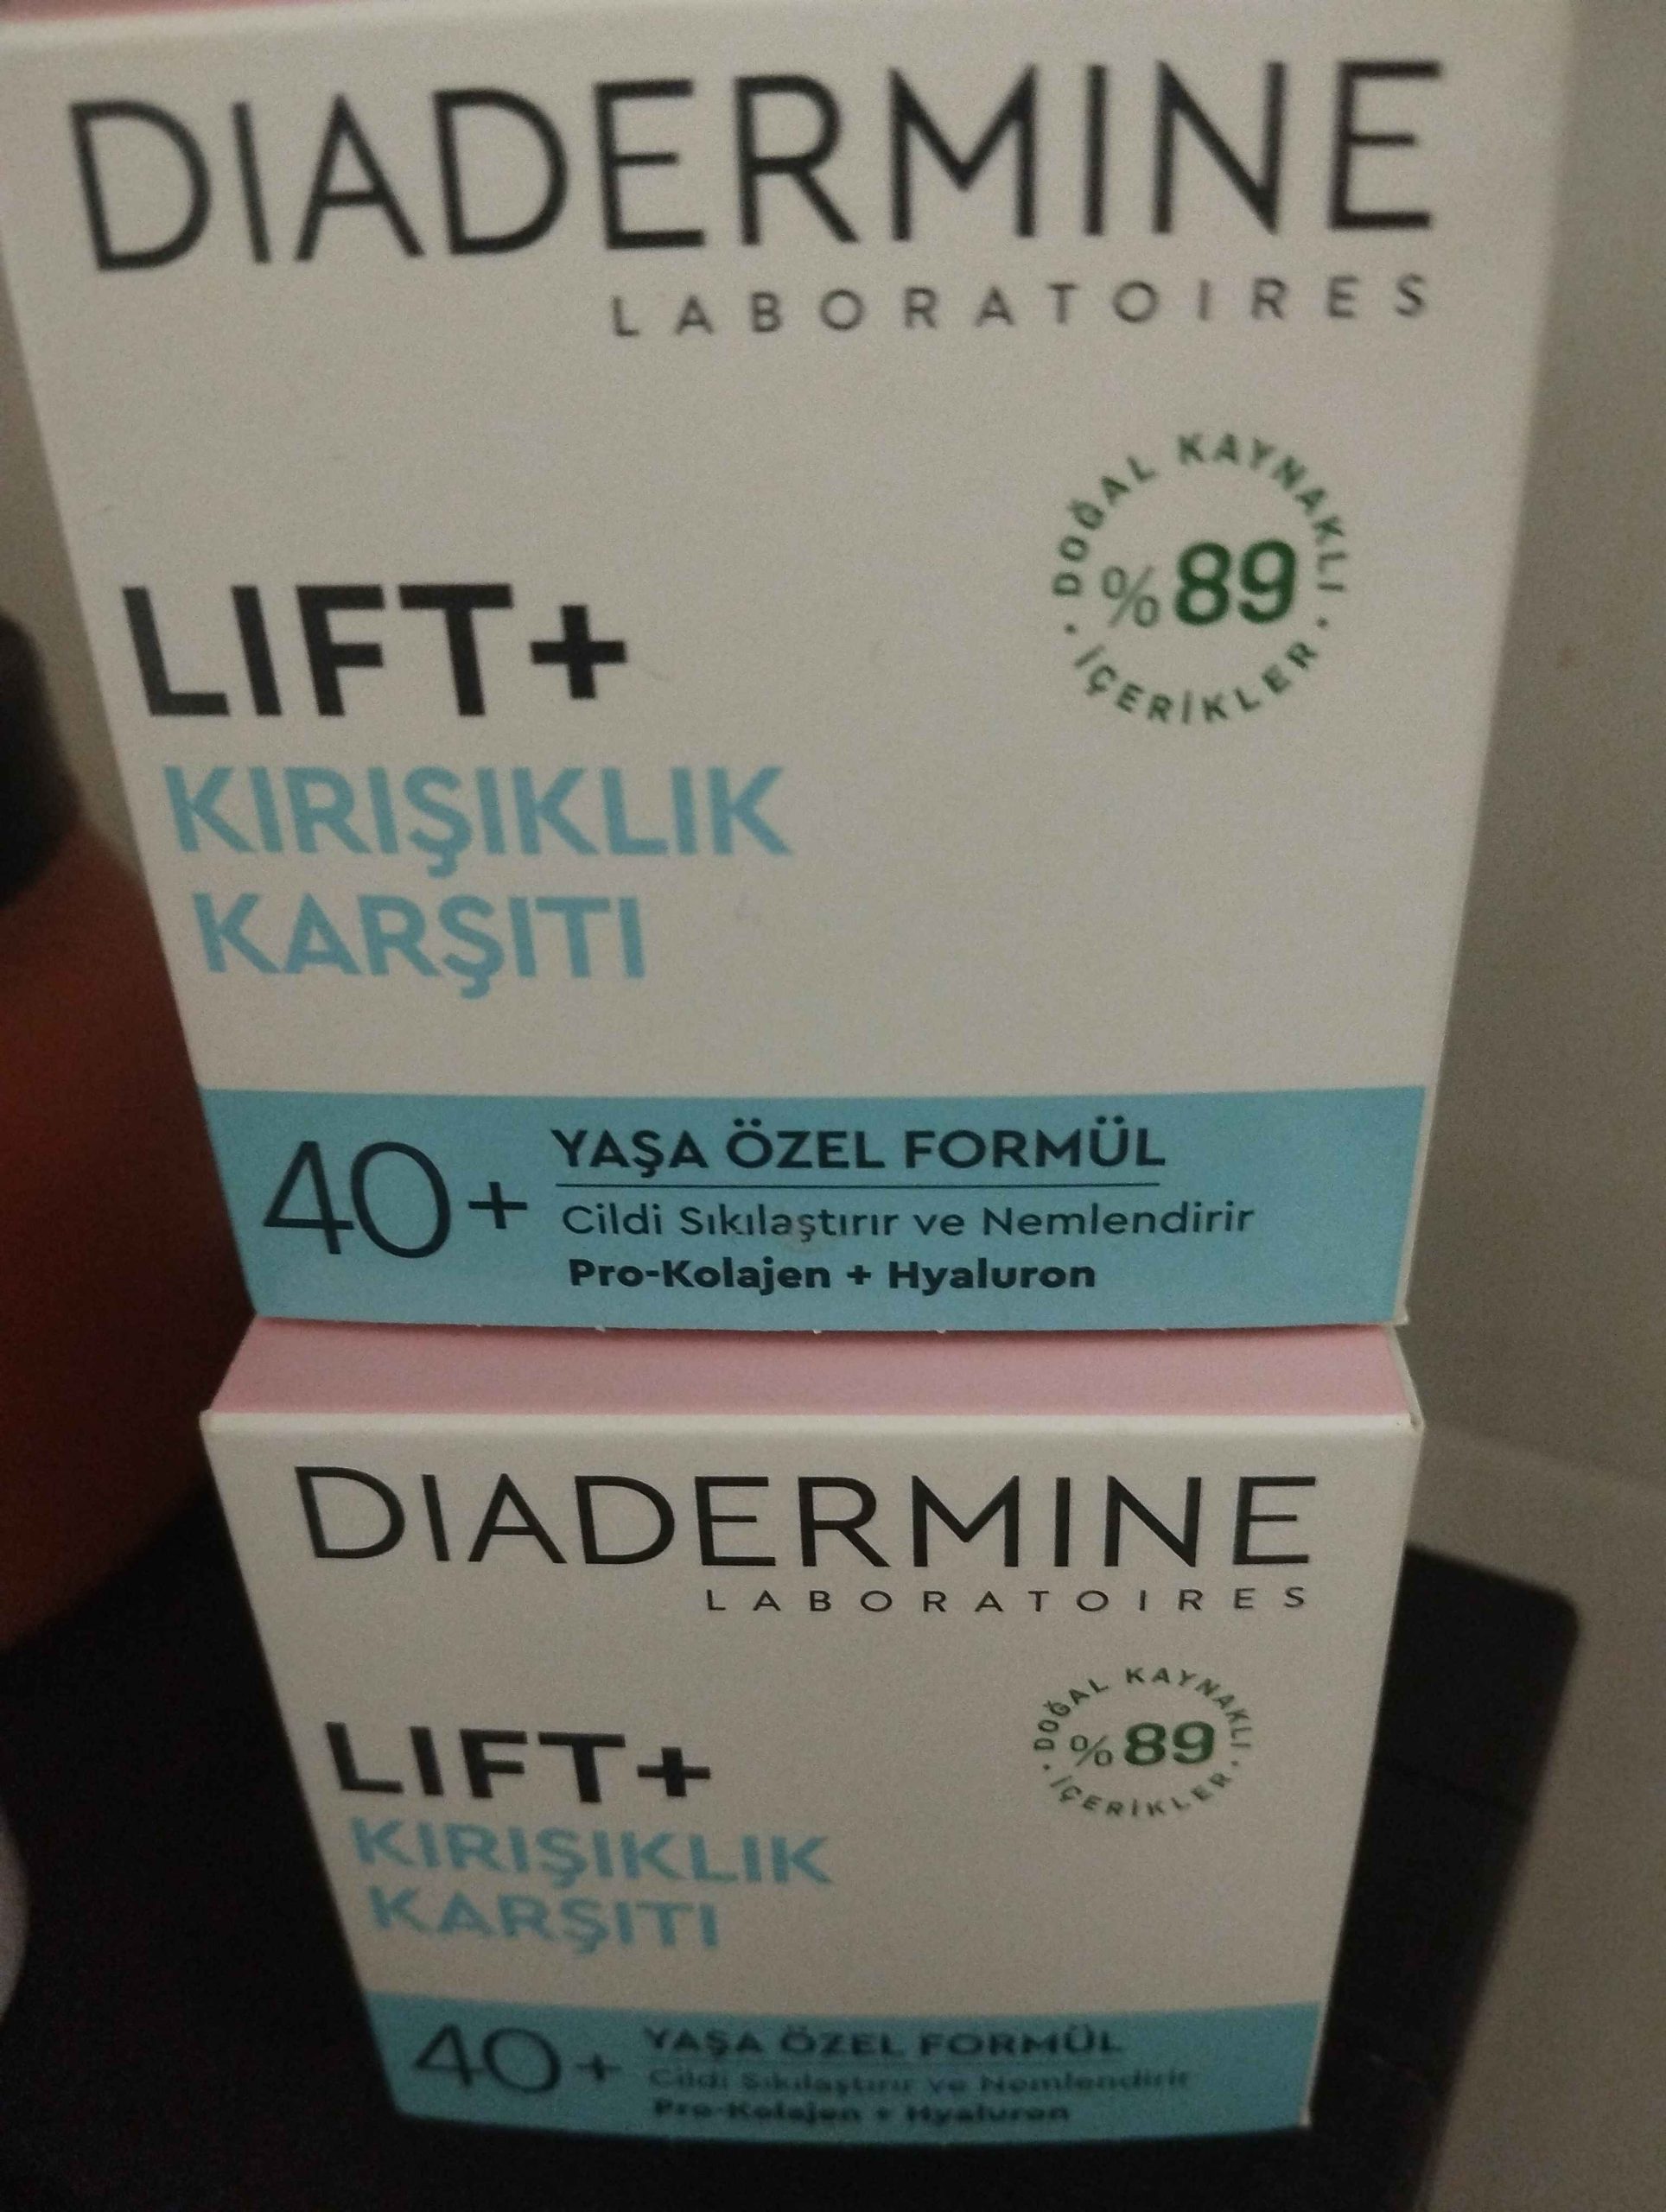 DIADERMINE
LABORATOIRES
DOĞAL KAYNAKLI
%89
İÇERİKLER
LIFT+
KIRIŞIKLIK
KARŞITI
40+
YAŞA ÖZEL FORMÜL
Cildi Sıkılaştırır ve Nemlendirir
Pro-Kolajen + Hyaluron
DIADERMINE
LABORATOIRES
DOĞAL KAYNAKLI
%89
İÇERİKLER
LIFT+
KIRIŞIKLIK
KARŞITI
40+
YAŞA ÖZEL FORMÜL
Cildi Sıkılaştırır ve Nemlendirir
Pro-Kolajen + Hyaluron